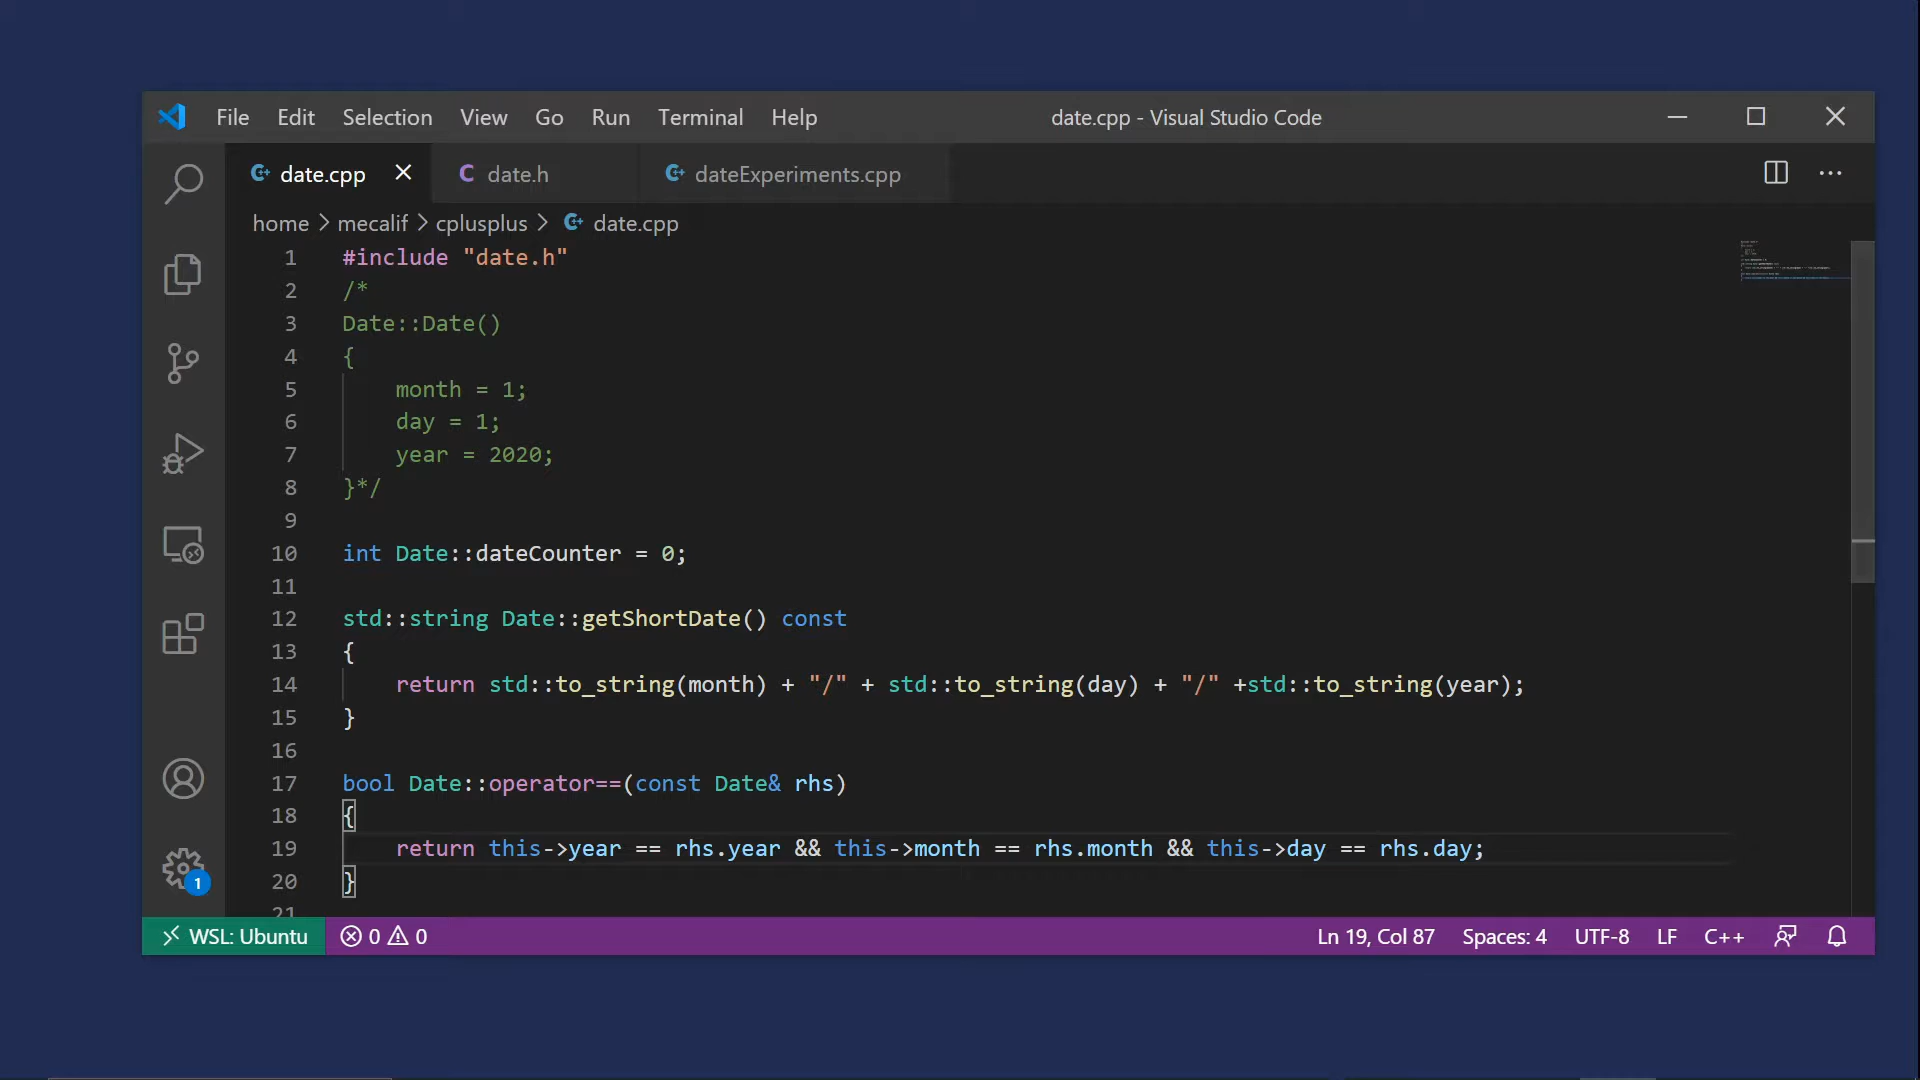 File Edit Selection View Go Run Terminal Help date.cpp - Visual Studio Code
date.cpp date.h dateExperiments.cpp
home > mecalif > cplusplus > date.cpp
1 #include "date.h"
2 /*
3 Date::Date()
4 {
5     month = 1;
6     day = 1;
7     year = 2020;
8 }*/
9
10 int Date::dateCounter = 0;
11
12 std::string Date::getShortDate() const
13 {
14     return std::to_string(month) + "/" + std::to_string(day) + "/" +std::to_string(year);
15 }
16
17 bool Date::operator==(const Date& rhs)
18 {
19     return this->year == rhs.year && this->month == rhs.month && this->day == rhs.day;
20 }
21
1
WSL: Ubuntu 0 0 Ln 19, Col 87 Spaces: 4 UTF-8 LF C++